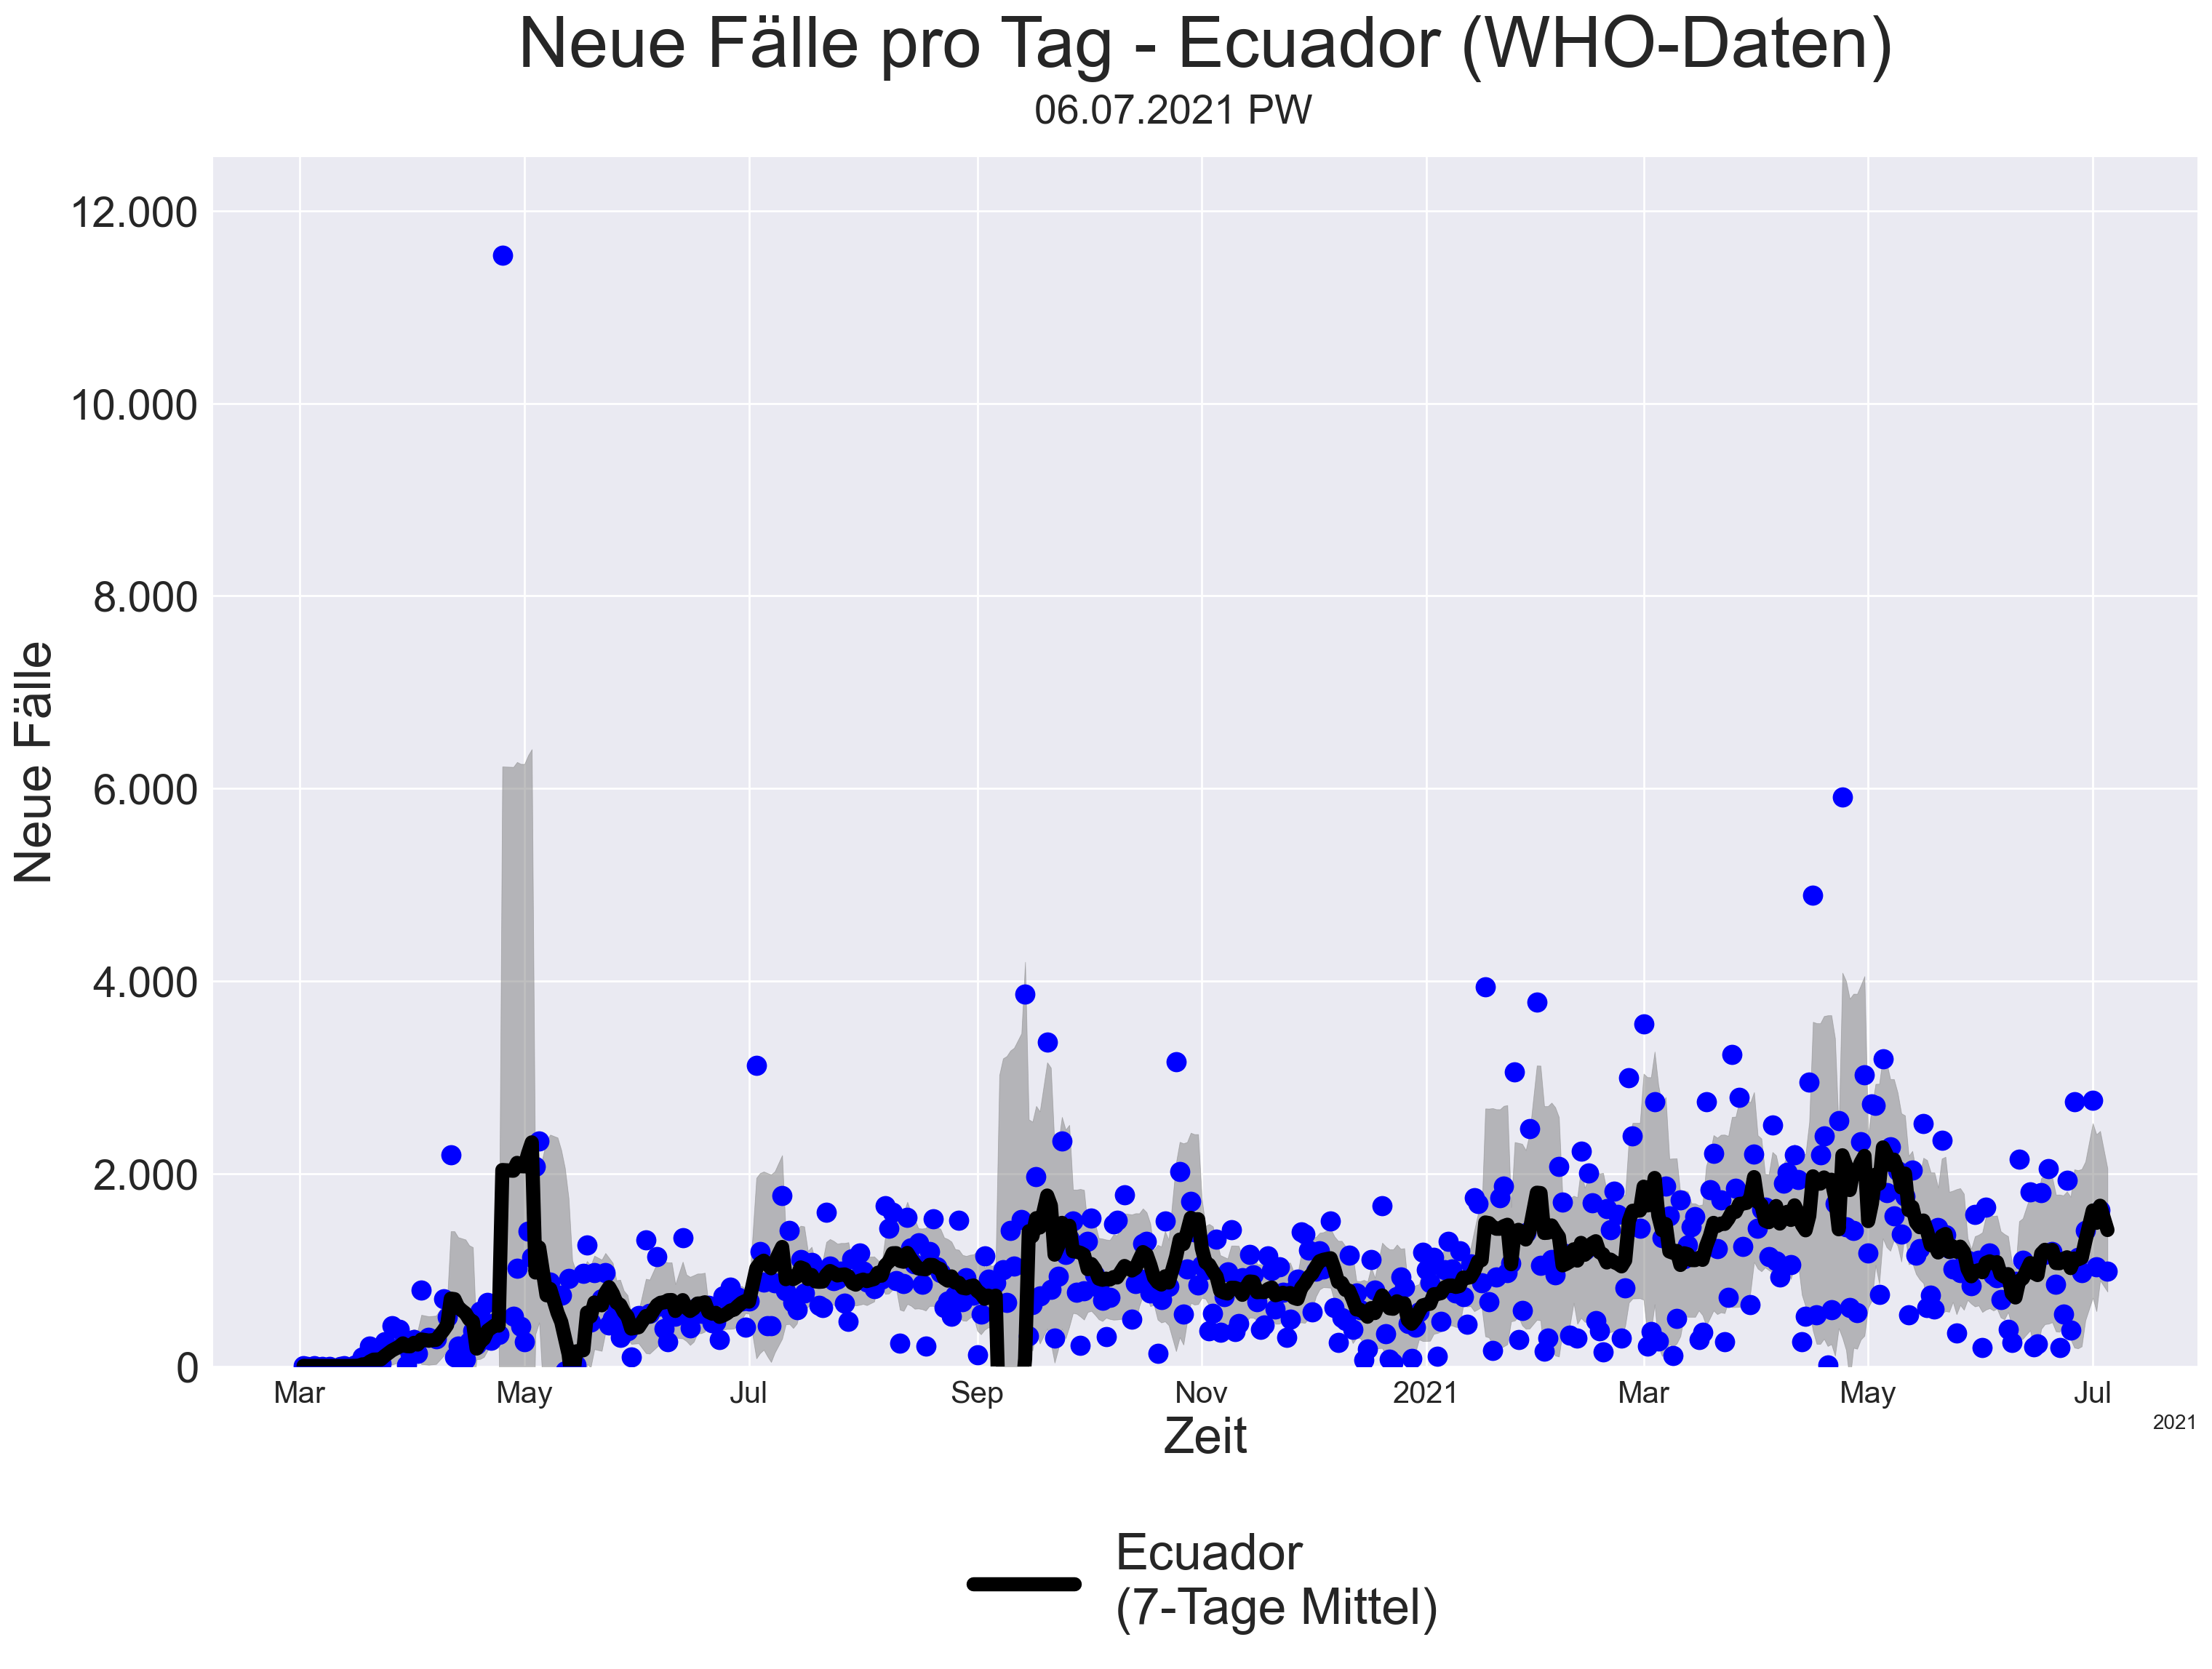 Neue Fälle pro Tag - Ecuador (WHO-Daten)
06.07.2021 PW
12.000
10.000
8.000
6.000
4.000
2.000
0
Neue Fälle
Mar May Jul Sep Nov 2021 Mar May Jul
2021
Zeit
Ecuador
(7-Tage Mittel)